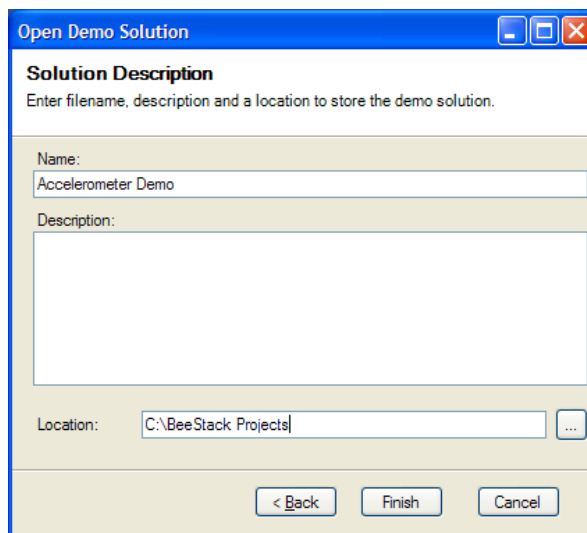 Open Demo Solution
Solution Description
Enter filename, description and a location to store the demo solution.
Name:
Accelerometer Demo
Description:
Location:
C:\BeeStack Projects
...
< Back
Finish
Cancel